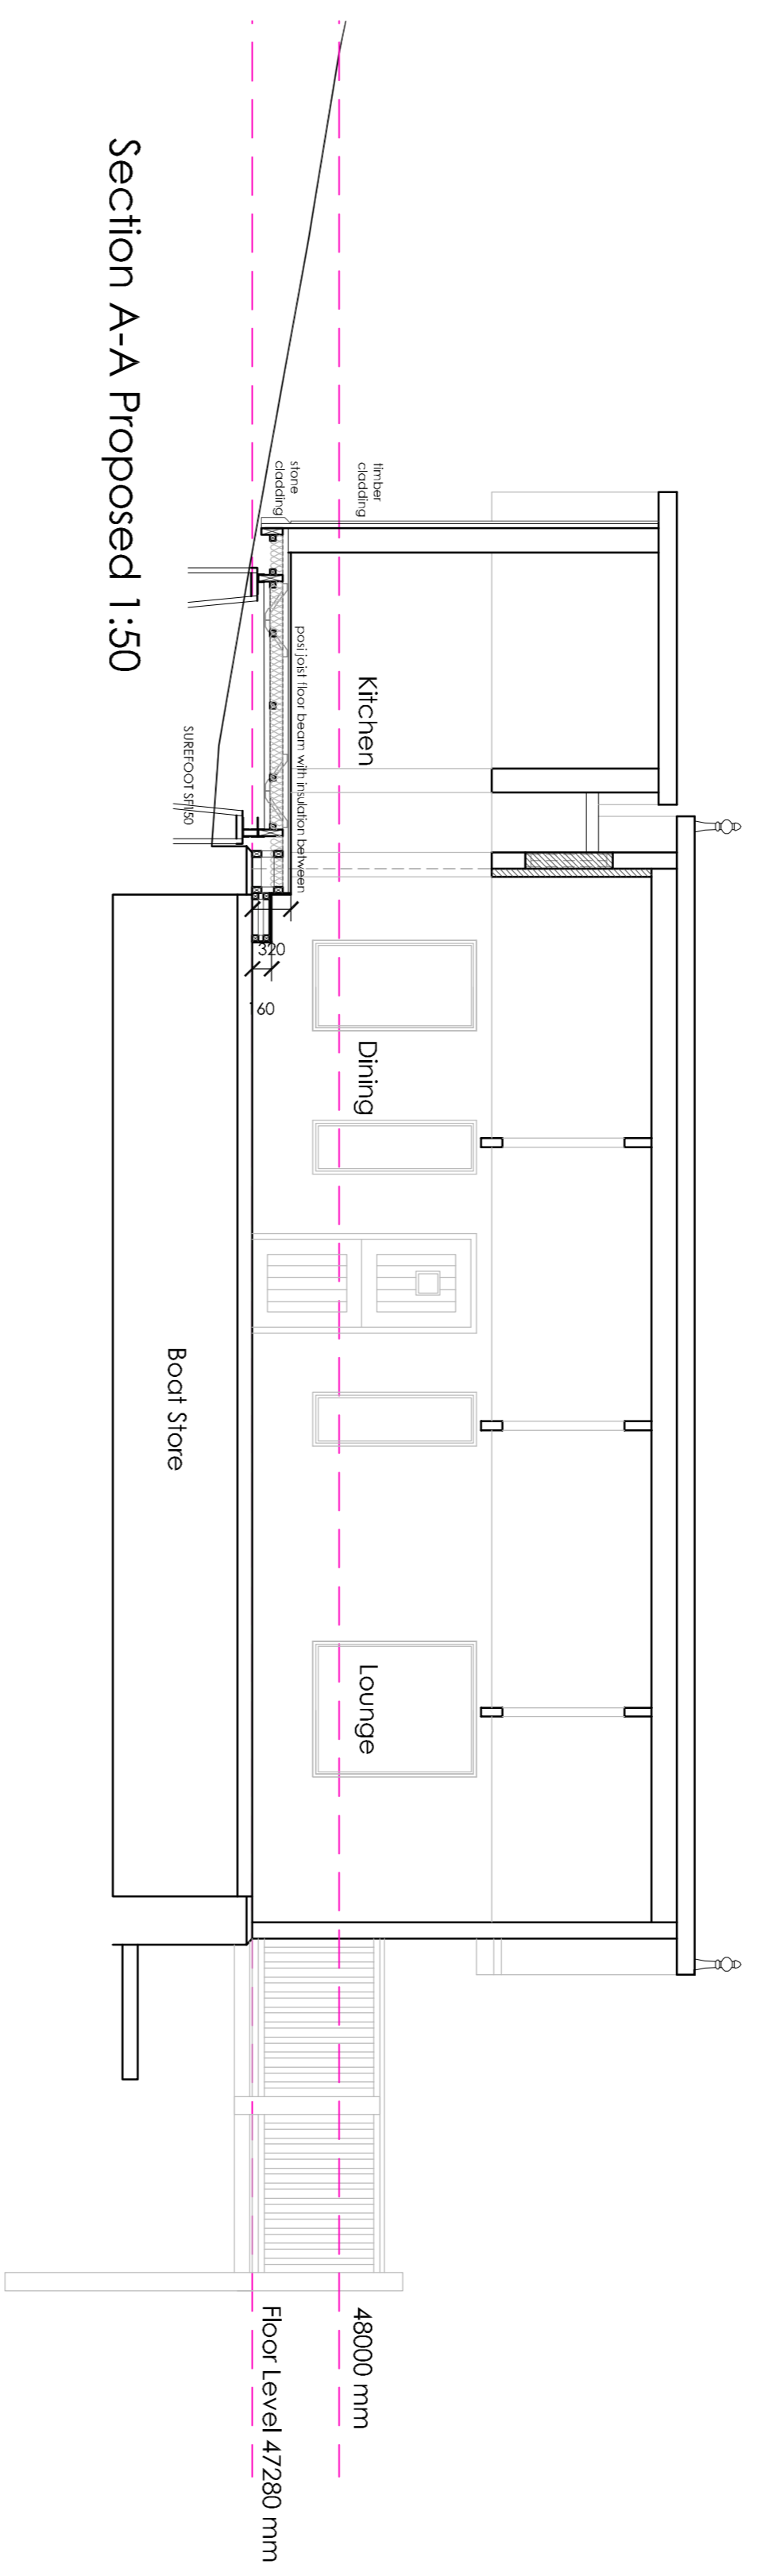 timber
cladding
stone
cladding
Kitchen
posi joist floor beam with insulation between
SUREFOOT SF150
320
160
Dining
Boat Store
Lounge
48000 mm
Floor Level 47280 mm
Section A-A Proposed 1:50